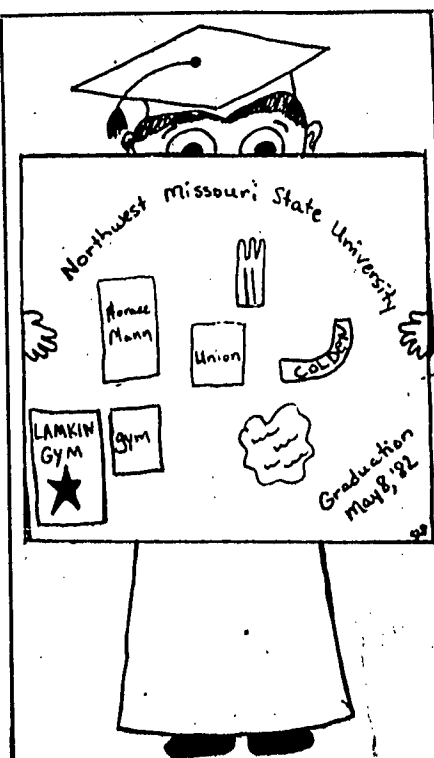 Northwest Missouri State University
Horace
Mann
Union
COLDEN
LAMKIN
GYM
gym
Graduation
May 8, '82